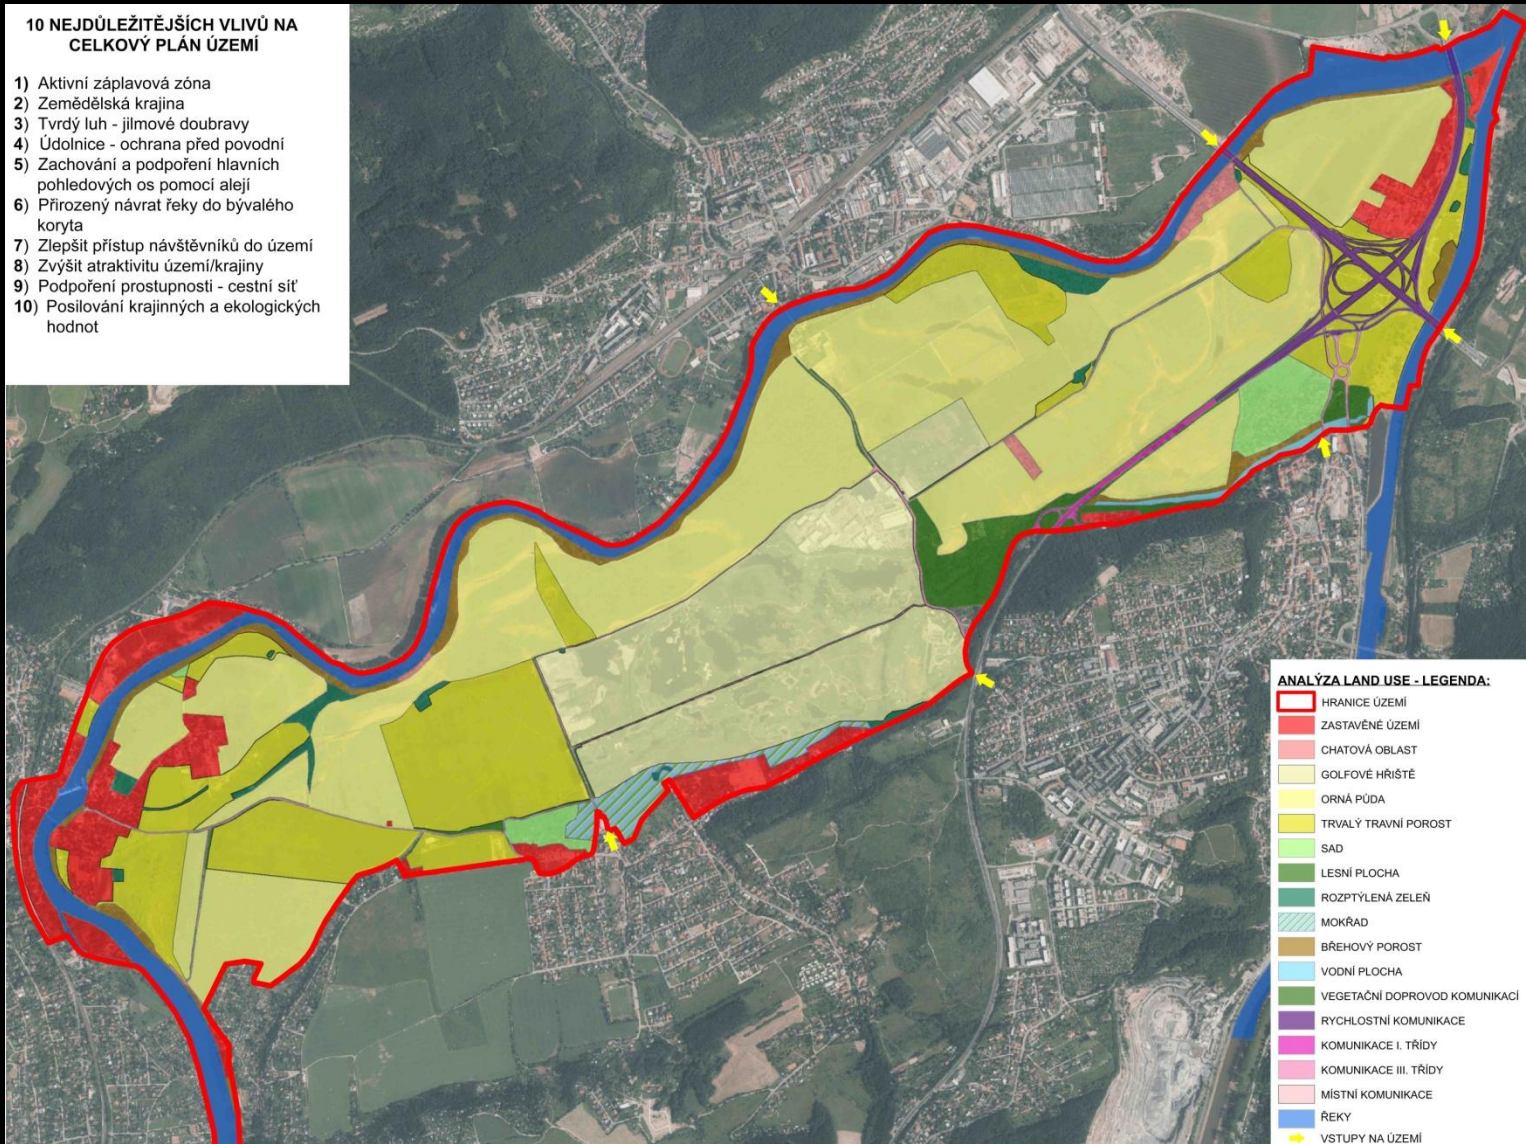 10 NEJDŮLEŽITĚJŠÍCH VLIVŮ NA
CELKOVÝ PLÁN ÚZEMÍ
1) Aktivní záplavová zóna
2) Zemědělská krajina
3) Tvrdý luh - jilmové doubravy
4) Údolnice - ochrana před povodní
5) Zachování a podpoření hlavních
pohledových os pomocí alejí
6) Přirozený návrat řeky do bývalého
koryta
7) Zlepšit přístup návštěvníků do území
8) Zvýšit atraktivitu území/krajiny
9) Podpoření prostupnosti - cestní síť
10) Posilování krajinných a ekologických
hodnot
ANALÝZA LAND USE - LEGENDA:
HRANICE ÚZEMÍ
ZASTAVĚNÉ ÚZEMÍ
CHATOVÁ OBLAST
GOLFOVÉ HŘIŠTĚ
ORNÁ PŮDA
TRVALÝ TRAVNÍ POROST
SAD
LESNÍ PLOCHA
ROZPTÝLENÁ ZELEŇ
MOKŘAD
BŘEHOVÝ POROST
VODNÍ PLOCHA
VEGETAČNÍ DOPROVOD KOMUNIKACÍ
RYCHLOSTNÍ KOMUNIKACE
KOMUNIKACE I. TŘÍDY
KOMUNIKACE III. TŘÍDY
MÍSTNÍ KOMUNIKACE
ŘEKY
VSTUPY NA ÚZEMÍ